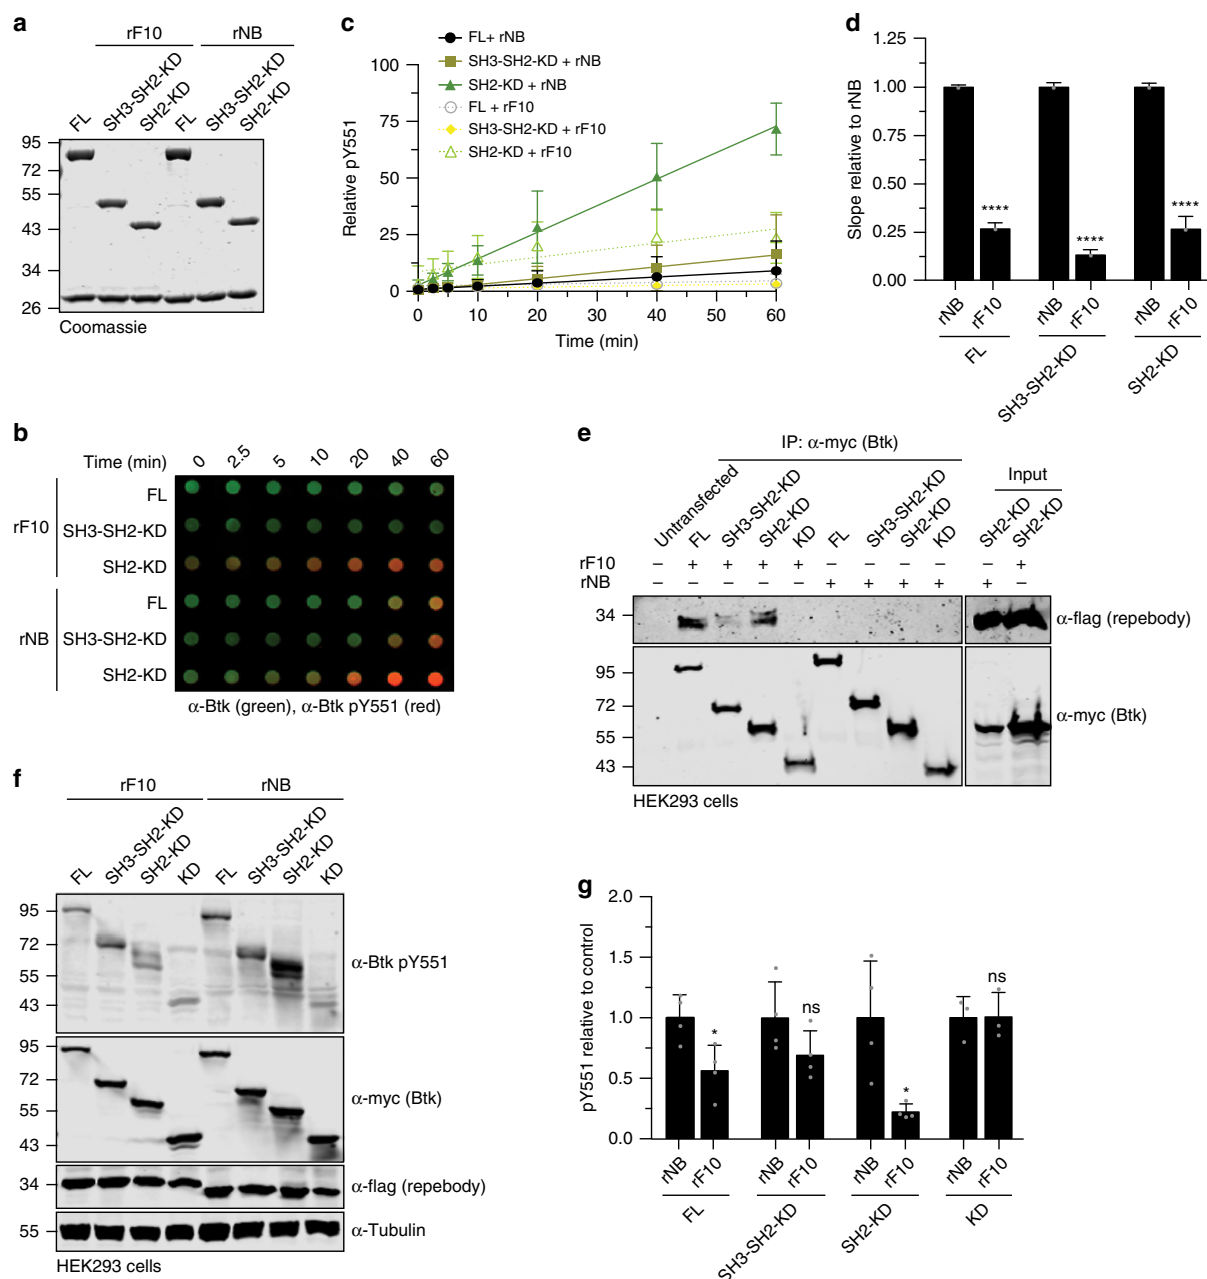 a
rF10 rNB
FL SH3-SH2-KD SH2-KD FL SH3-SH2-KD SH2-KD
95
72
55
43
34
26
Coomassie
c
FL+ rNB
SH3-SH2-KD + rNB
SH2-KD + rNB
FL + rF10
SH3-SH2-KD + rF10
SH2-KD + rF10
Relative pY551
100
75
50
25
0
0 10 20 30 40 50 60
Time (min)
d
Slope relative to rNB
1.25
1.00
0.75
0.50
0.25
0.00
**** **** ****
rNB rF10 rNB rF10 rNB rF10
FL SH3-SH2-KD SH2-KD
b
Time (min) 0 2.5 5 10 20 40 60
rF10
FL
SH3-SH2-KD
SH2-KD
rNB
FL
SH3-SH2-KD
SH2-KD
α-Btk (green), α-Btk pY551 (red)
e
IP: α-myc (Btk)
Input
Untransfected FL SH3-SH2-KD SH2-KD KD FL SH3-SH2-KD SH2-KD KD SH2-KD SH2-KD
rF10 – + + + + – – – – – +
rNB – – – – – + + + + + –
34 α-flag (repebody)
95
72
55
43
α-myc (Btk)
HEK293 cells
f
rF10 rNB
FL SH3-SH2-KD SH2-KD KD FL SH3-SH2-KD SH2-KD KD
95
72
55
43
α-Btk pY551
95
72
55
43
α-myc (Btk)
34 α-flag (repebody)
55 α-Tubulin
HEK293 cells
g
pY551 relative to control
2.0
1.5
1.0
0.5
0.0
* ns * ns
rNB rF10 rNB rF10 rNB rF10 rNB rF10
FL SH3-SH2-KD SH2-KD KD